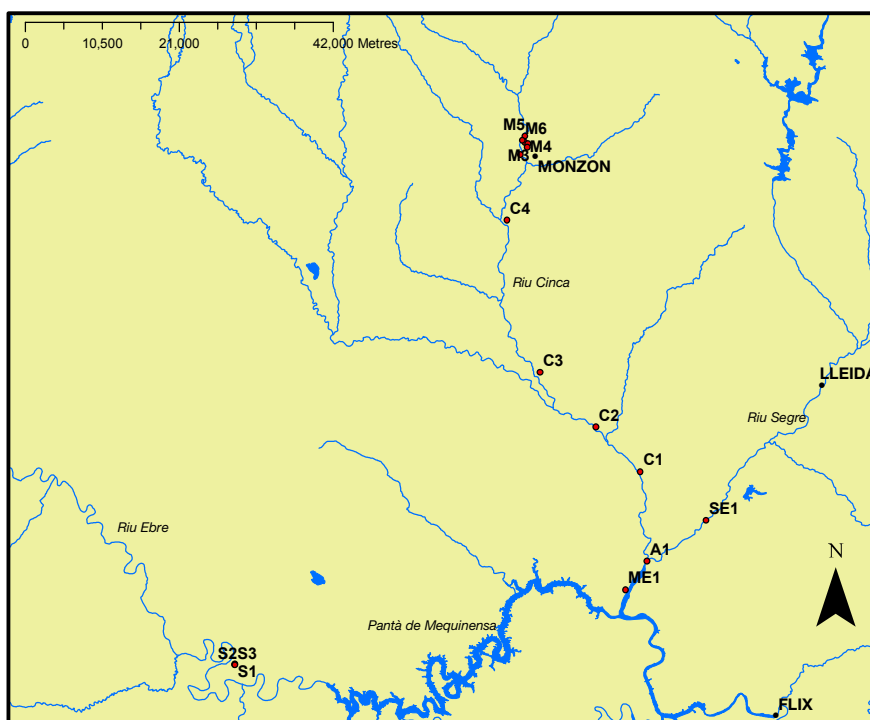 0 10,500 21,000 42,000 Metres
M5 M6
M4
M3
MONZON
C4
Riu Cinca
C3
LLEIDA
C2
Riu Segre
C1
SE1
Riu Ebre
A1
N
ME1
Pantà de Mequinensa
S2S3
S1
FLIX